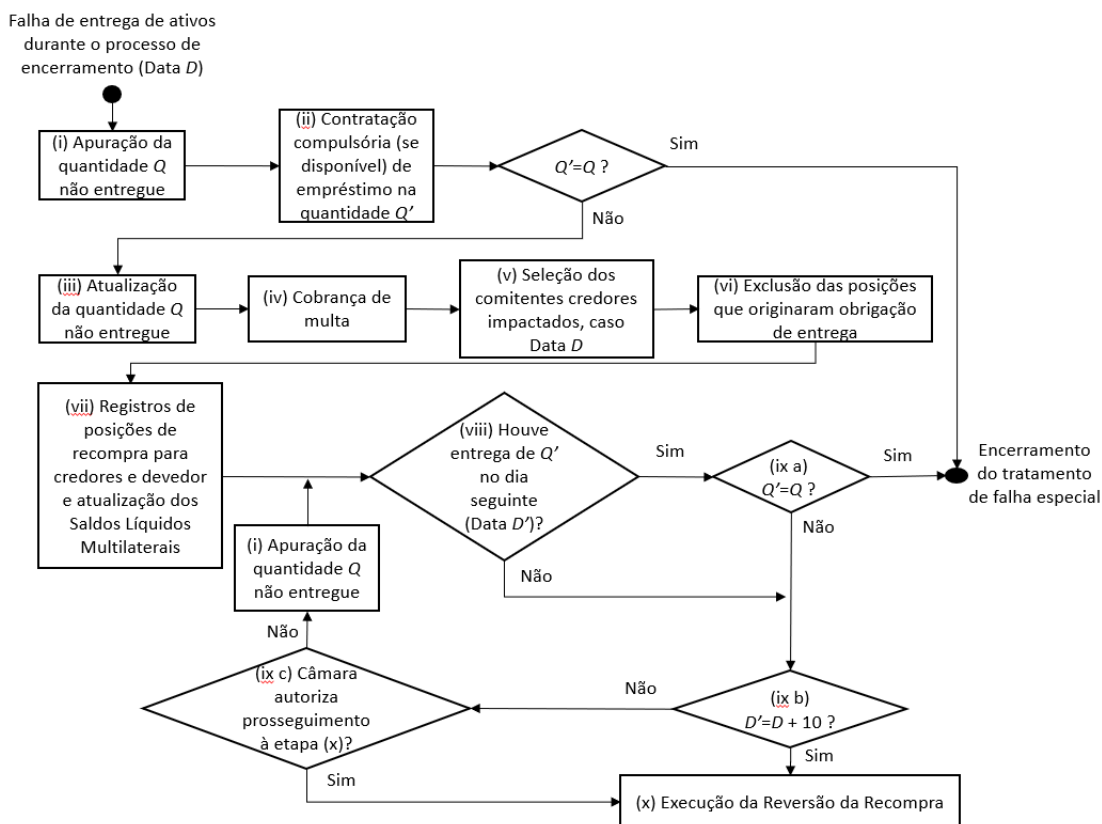 Falha de entrega de ativos
durante o processo de
encerramento (Data D)
(i) Apuração da
quantidade Q
não entregue
(ii) Contratação
compulsória (se
disponível) de
empréstimo na
quantidade Q’
Q’=Q ?
Sim
Não
(iii) Atualização
da quantidade Q
não entregue
(iv) Cobrança de
multa
(v) Seleção dos
comitentes credores
impactados, caso
Data D
(vi) Exclusão das posições
que originaram obrigação
de entrega
(vii) Registros de
posições de
recompra para
credores e devedor
e atualização dos
Saldos Líquidos
Multilaterais
(viii) Houve
entrega de Q’
no dia
seguinte
(Data D’)?
Sim
Não
(ix a)
Q’=Q ?
Sim
Não
Encerramento
do tratamento
de falha especial
(i) Apuração da
quantidade Q
não entregue
Não
(ix c) Câmara
autoriza
prosseguimento
à etapa (x)?
Sim
Não
(ix b)
D’=D + 10 ?
Sim
(x) Execução da Reversão da Recompra